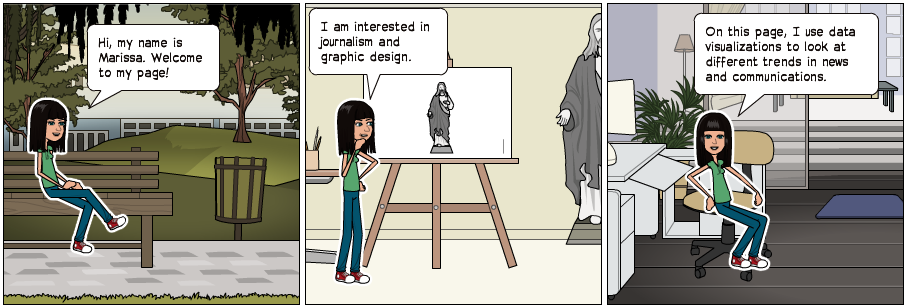 Hi, my name is
Marissa. Welcome
to my page!
I am interested in
journalism and
graphic design.
On this page, I use data
visualizations to look at
different trends in news
and communications.